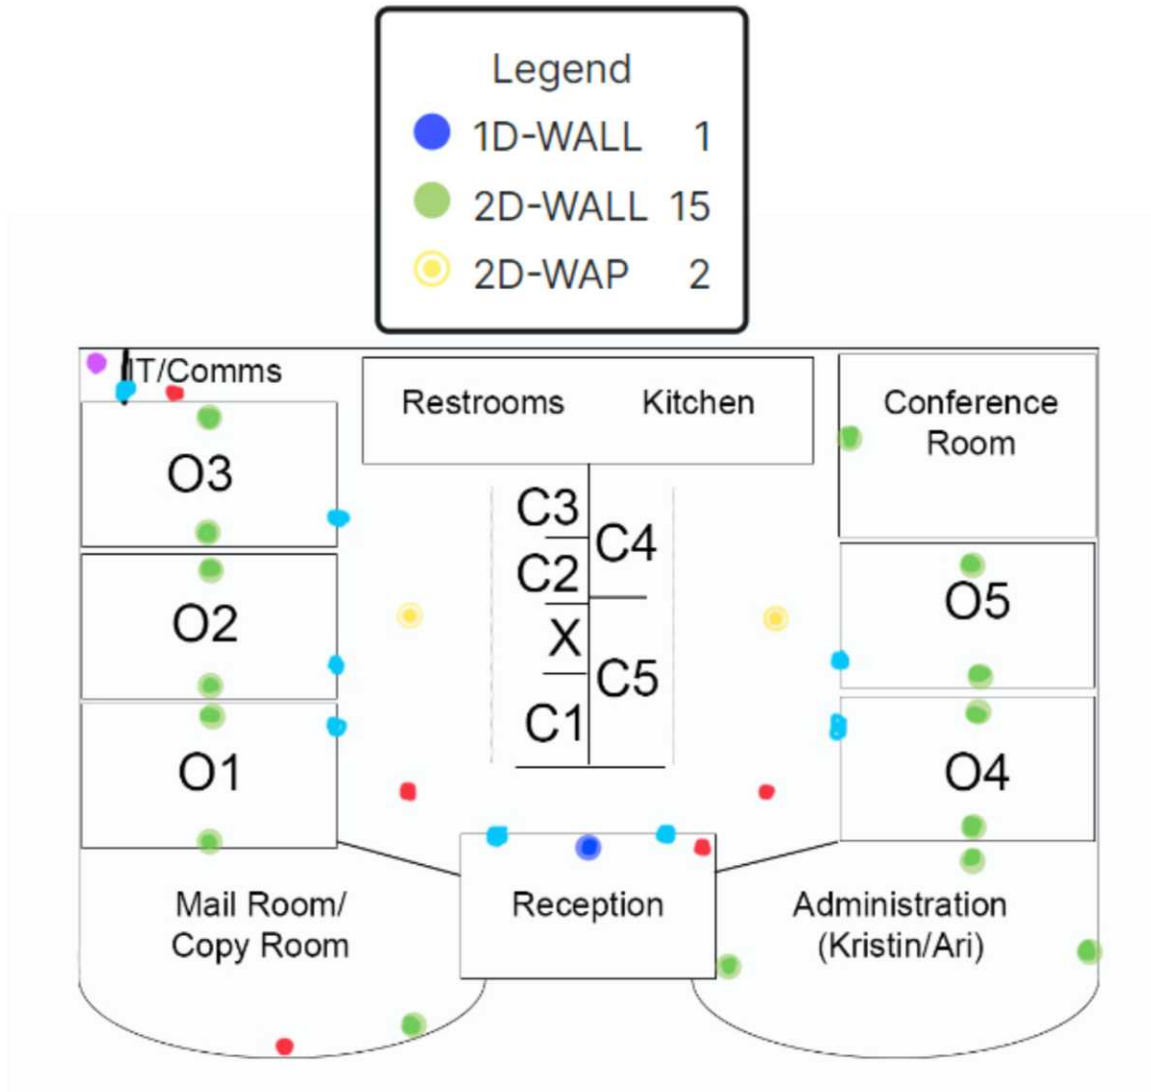 Legend
1D-WALL 1
2D-WALL 15
2D-WAP 2
IT/Comms
Restrooms Kitchen
Conference
Room
O3
C3
C4
C2
O2
O5
X
C5
C1
O1
O4
Mail Room/
Copy Room
Reception
Administration
(Kristin/Ari)